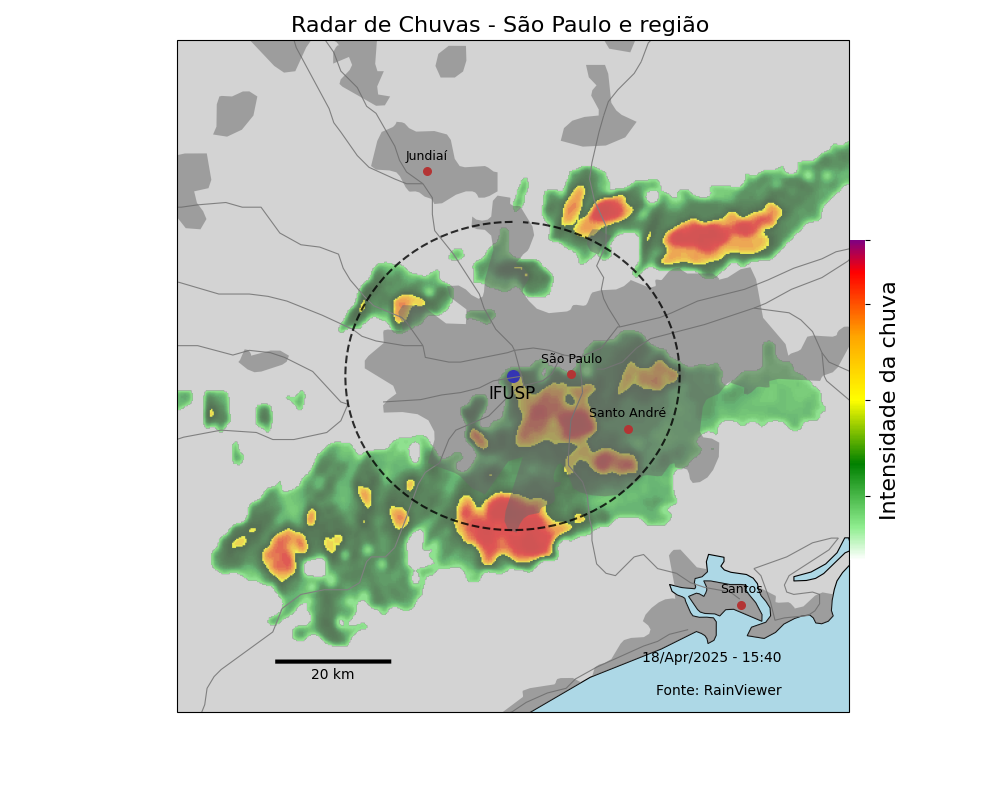 Radar de Chuvas - São Paulo e região
Jundiaí
São Paulo
IFUSP
Santo André
Intensidade da chuva
Santos
18/Apr/2025 - 15:40
20 km
Fonte: RainViewer